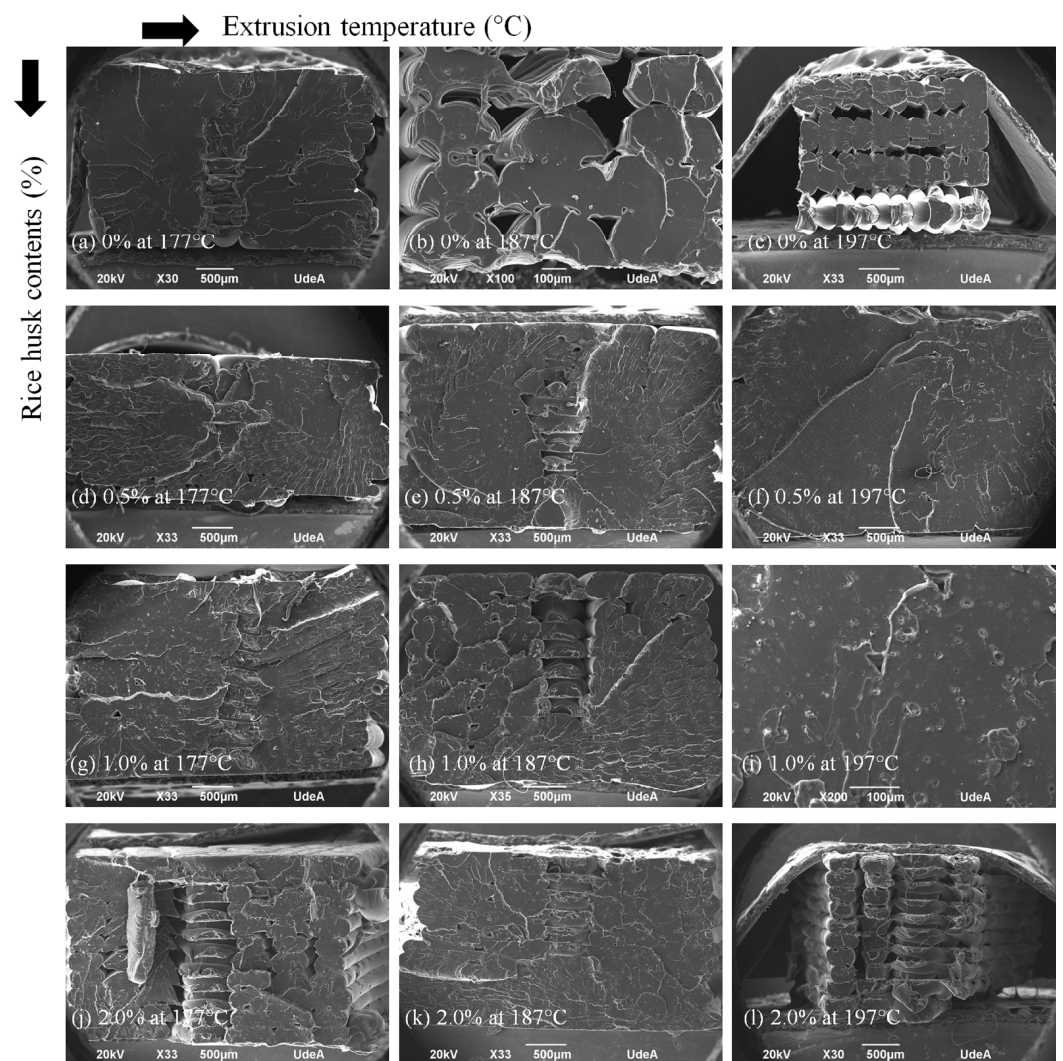 Extrusion temperature (°C)
Rice husk contents (%)
(a) 0% at 177°C
20kV X30 500µm UdeA
(b) 0% at 187°C
20kV X100 100µm UdeA
(c) 0% at 197°C
20kV X33 500µm UdeA
(d) 0.5% at 177°C
20kV X33 500µm UdeA
(e) 0.5% at 187°C
20kV X33 500µm UdeA
(f) 0.5% at 197°C
20kV X33 500µm UdeA
(g) 1.0% at 177°C
20kV X33 500µm UdeA
(h) 1.0% at 187°C
20kV X35 500µm UdeA
(i) 1.0% at 197°C
20kV X200 100µm UdeA
(j) 2.0% at 177°C
20kV X33 500µm UdeA
(k) 2.0% at 187°C
20kV X33 500µm UdeA
(l) 2.0% at 197°C
20kV X33 500µm UdeA